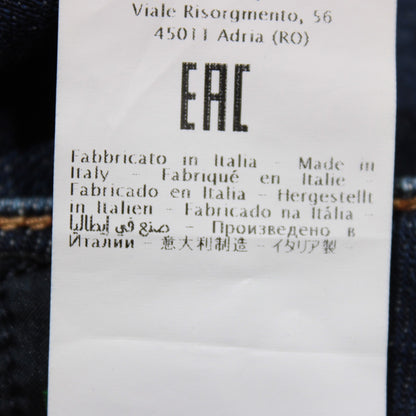 Viale Risorgmento, 56
45011 Adria (RO)
EAC
Fabbricato in Italia - Made in
Italy - Fabriqué en Italie -
Fabricado en Italia - Hergestellt
in Italien - Fabricado na Itália -
صنع في إيطاليا - Произведено в
Италии - 意大利制造 - イタリア製 -